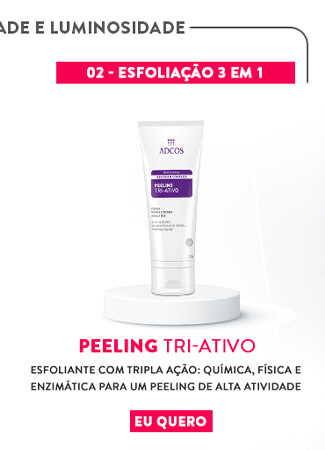 ADE E LUMINOSIDADE
02 - ESFOLIAÇÃO 3 EM 1
ADCOS
PEELING
TRI-ATIVO
PEELING TRI-ATIVO
ESFOLIANTE COM TRIPLA AÇÃO: QUÍMICA, FÍSICA E
ENZIMÁTICA PARA UM PEELING DE ALTA ATIVIDADE
EU QUERO